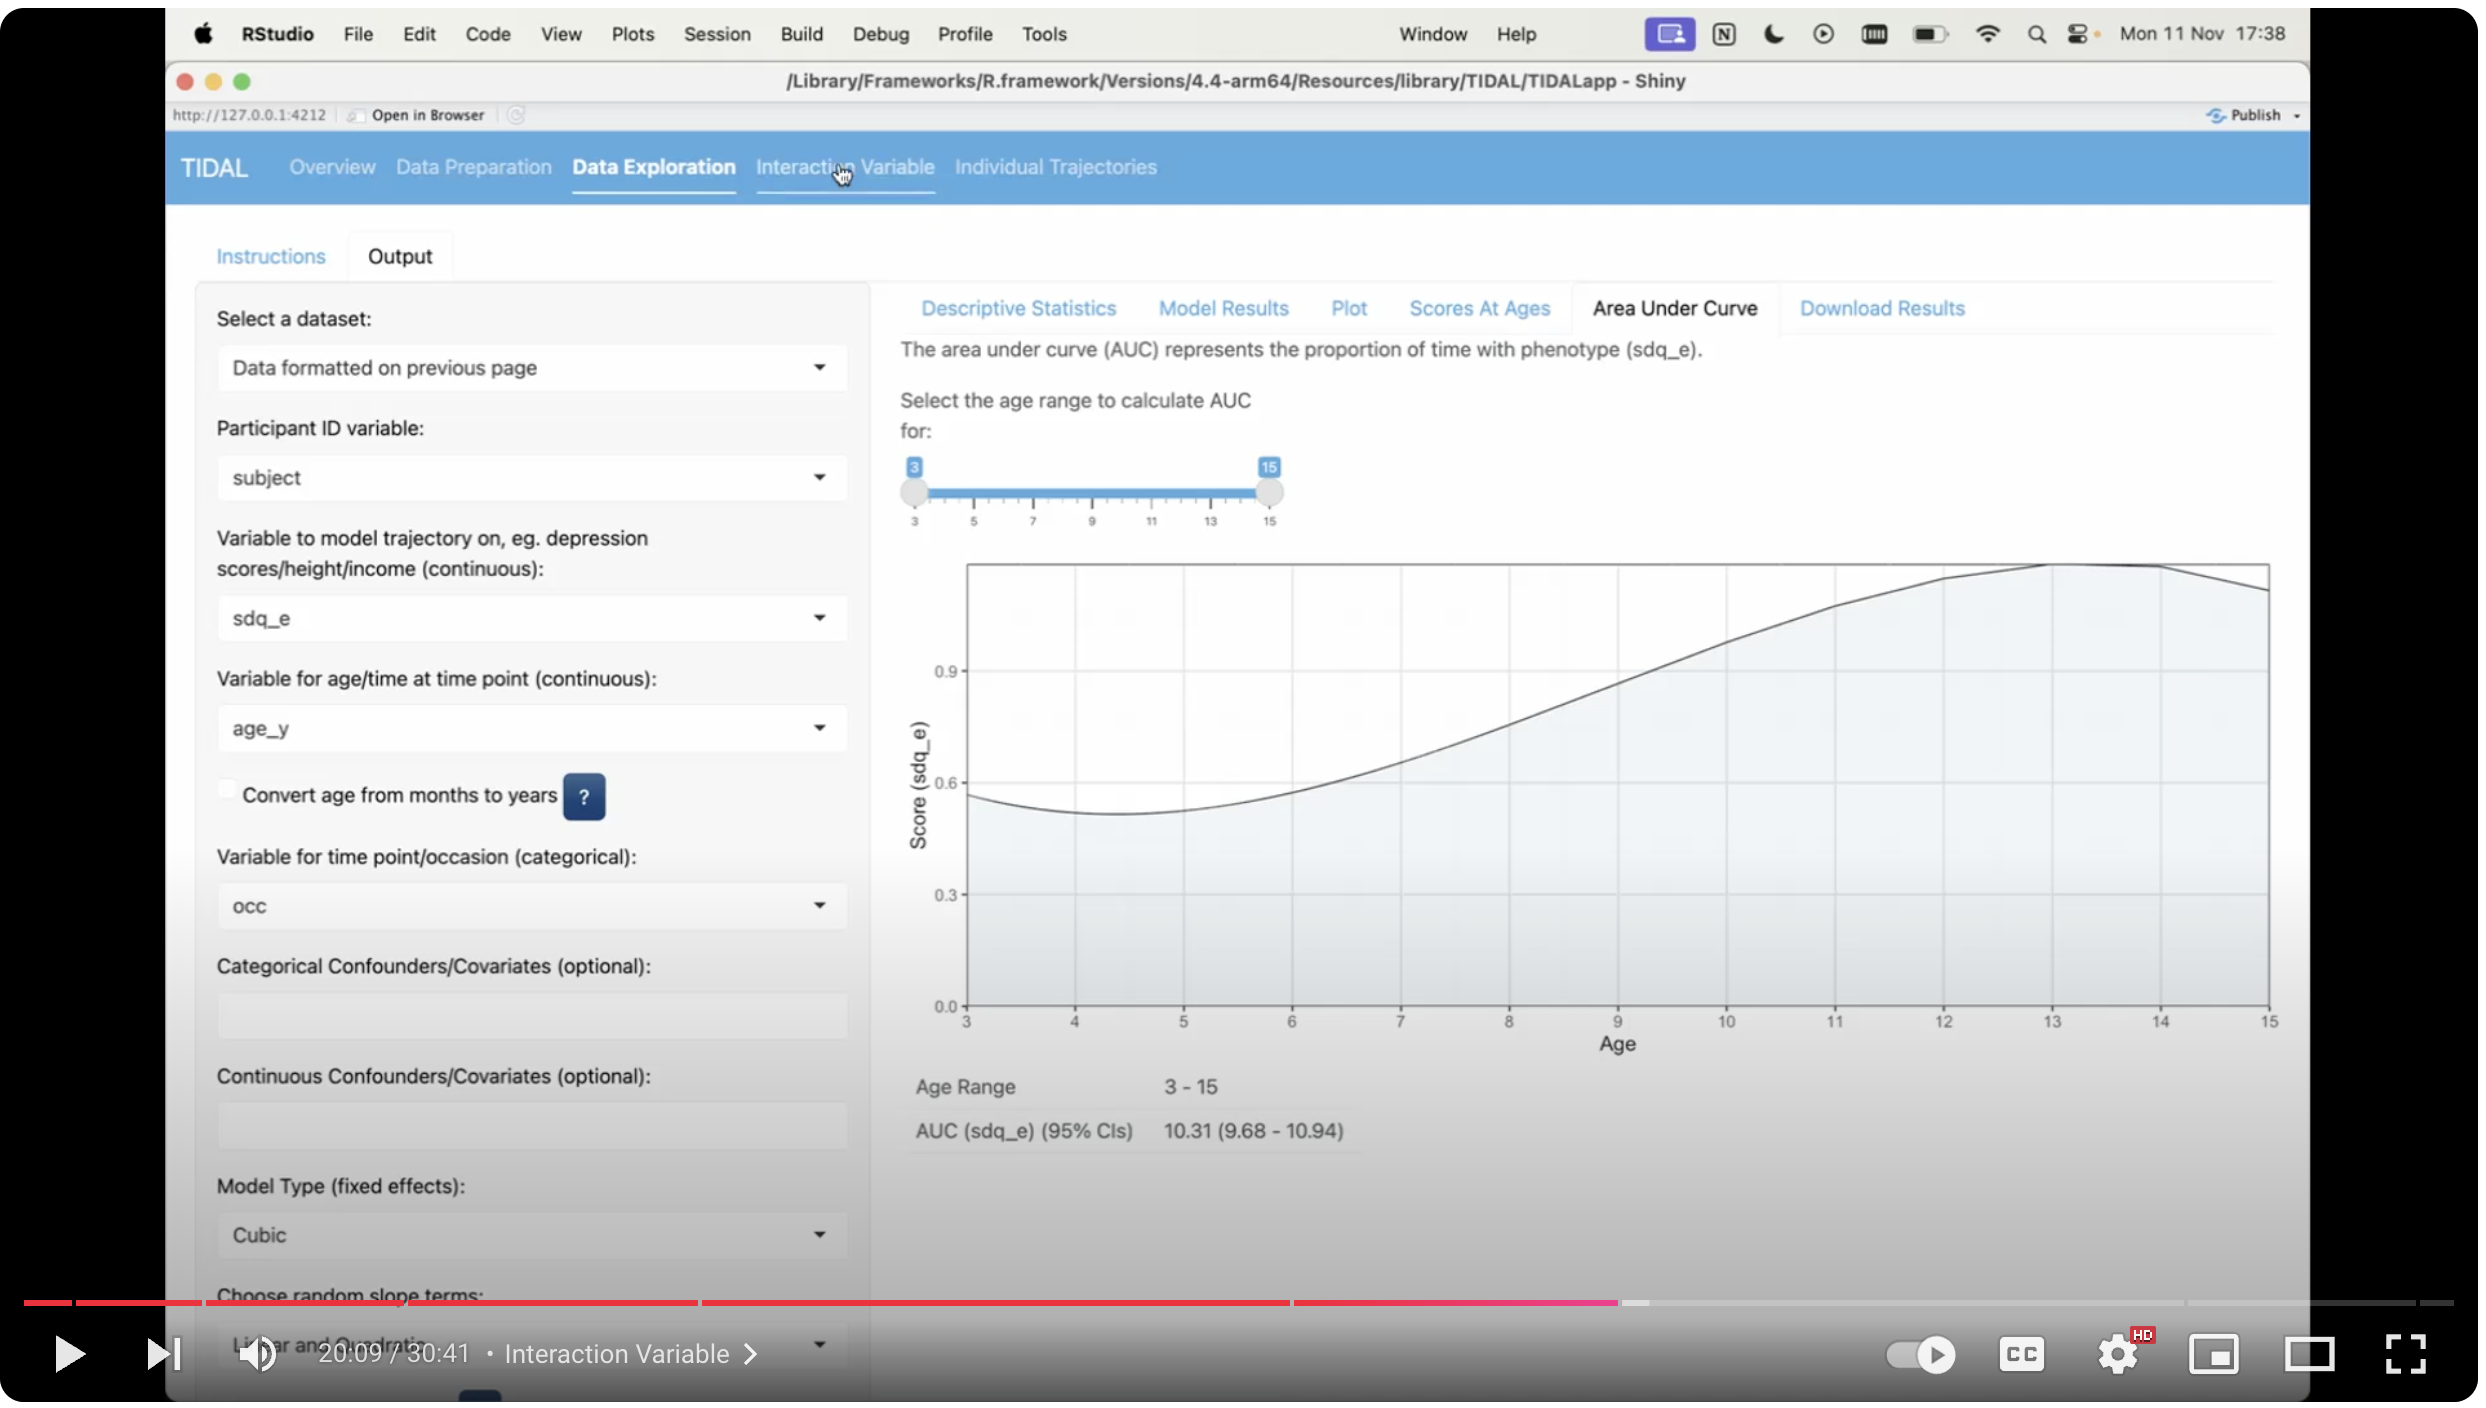 RStudio File Edit Code View Plots Session Build Debug Profile Tools Window Help Mon 11 Nov 17:38
/Library/Frameworks/R.framework/Versions/4.4-arm64/Resources/library/TIDAL/TIDALapp - Shiny
http://127.0.0.1:4212 Open in Browser Publish
TIDAL Overview Data Preparation Data Exploration Interaction Variable Individual Trajectories
Instructions Output
Select a dataset:
Data formatted on previous page
Participant ID variable:
subject
Variable to model trajectory on, eg. depression
scores/height/income (continuous):
sdq_e
Variable for age/time at time point (continuous):
age_y
Convert age from months to years ?
Variable for time point/occasion (categorical):
occ
Categorical Confounders/Covariates (optional):
Continuous Confounders/Covariates (optional):
Model Type (fixed effects):
Cubic
Choose random slope terms:
Linear and Quadratic
Descriptive Statistics Model Results Plot Scores At Ages Area Under Curve Download Results
The area under curve (AUC) represents the proportion of time with phenotype (sdq_e).
Select the age range to calculate AUC
for:
3 15
3 5 7 9 11 13 15
Score (sdq_e)
0.9
0.6
0.3
0.0
3 4 5 6 7 8 9 10 11 12 13 14 15
Age
Age Range 3 - 15
AUC (sdq_e) (95% CIs) 10.31 (9.68 - 10.94)
20:09 / 30:41 • Interaction Variable
CC HD